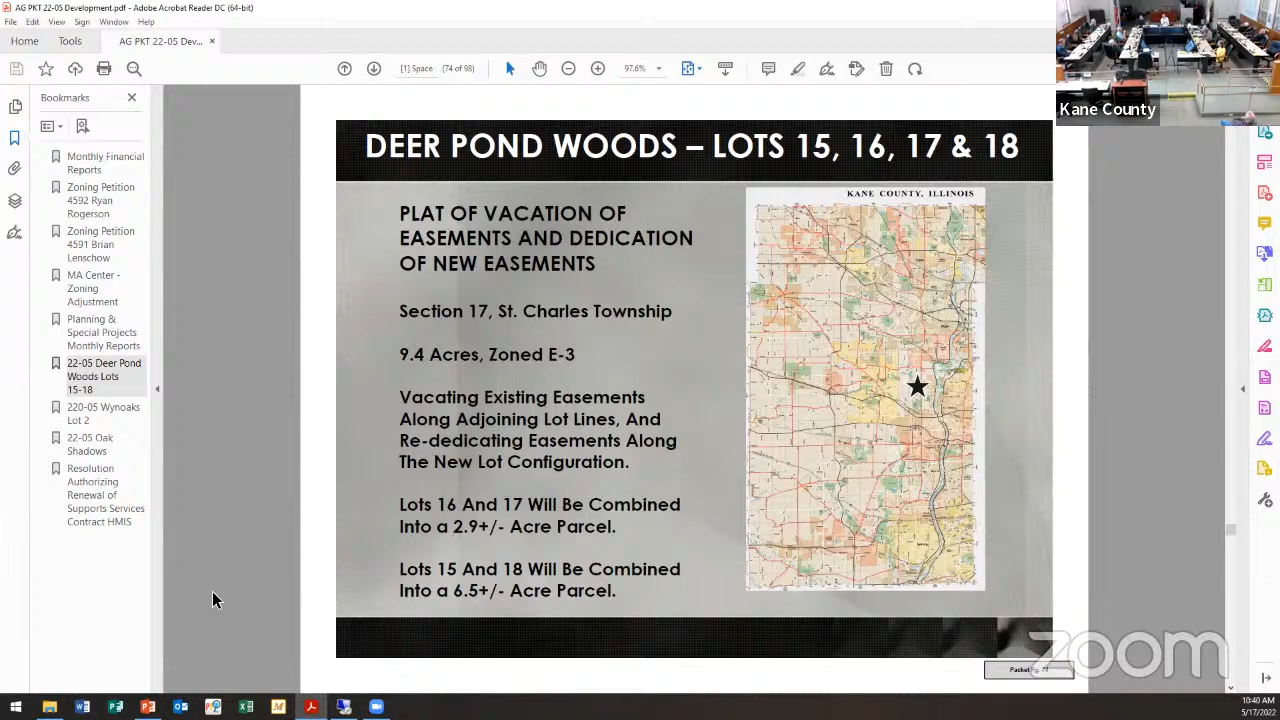 AG PKT 22-05 Development.pdf - Adobe Acrobat Reader DC (64-bit)
File Edit View Sign Window Help
Home Tools AG PKT 22-05 Dev... ×
[1] Space (74 of 98) 97.6%
Bookmarks
Monthly Financial
Reports
Zoning Petition
4592 Ryan
Rogerson
Zoning Petition
4591 Brian
Lenschow
MA Center -
Zoning
Adjustment
Planning &
Special Projects
Monthly Reports
22-05 Deer Pond
Woods Lots
15-18
220-05 Wynoaks
Lot 2
22-05 Oak
Shadows
Resolution
Authorizing
Renewal of
Supports Services
Contract HMIS
DEER POND WOODS – LOTS 15, 16, 17 & 18
PLAT OF VACATION OF
EASEMENTS AND DEDICATION
OF NEW EASEMENTS
Section 17, St. Charles Township
9.4 Acres, Zoned E-3
Vacating Existing Easements
Along Adjoining Lot Lines, And
Re-dedicating Easements Along
The New Lot Configuration.
Lots 16 And 17 Will Be Combined
Into a 2.9+/- Acre Parcel.
Lots 15 And 18 Will Be Combined
Into a 6.5+/- Acre Parcel.
KANE COUNTY, ILLINOIS
Kane County
Packet Pg. 74
zoom
10:40 AM
5/17/2022